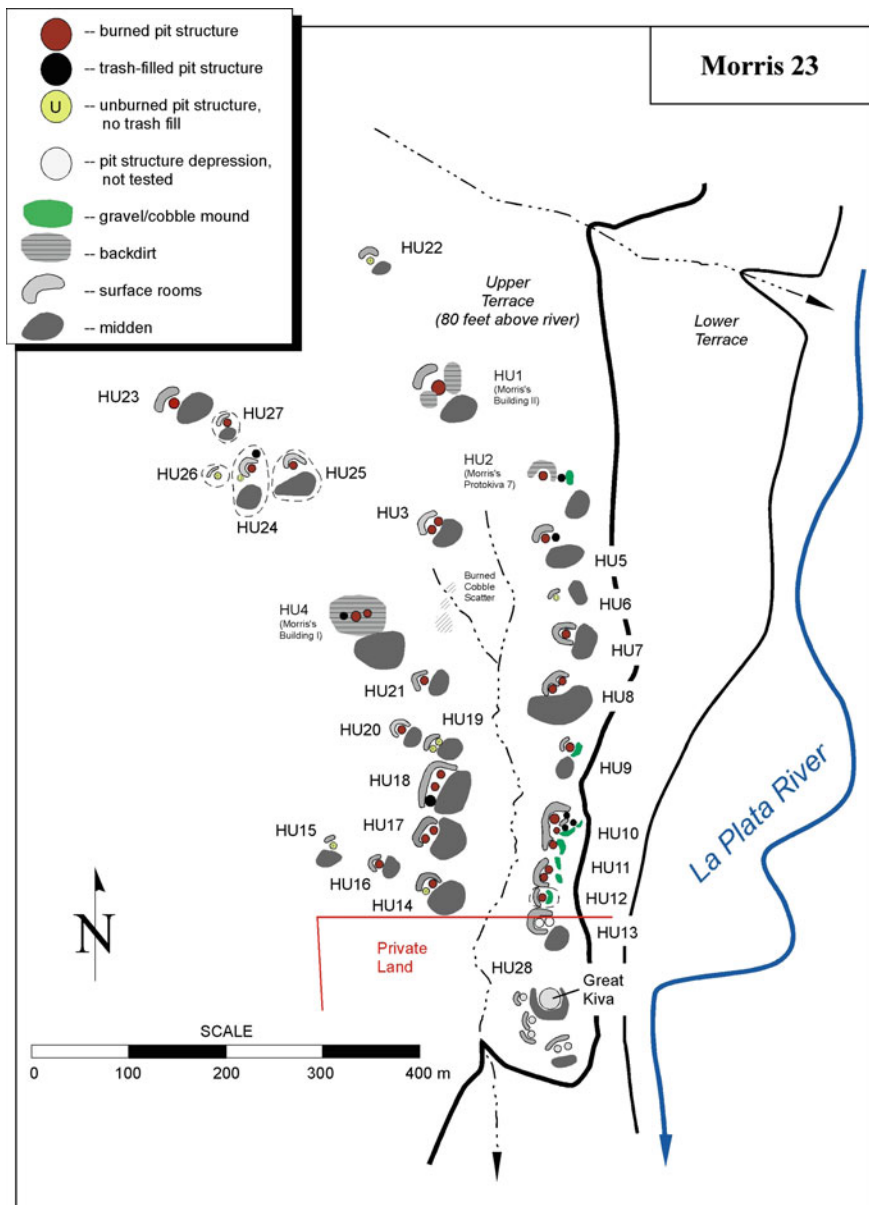 Morris 23
-- burned pit structure
-- trash-filled pit structure
U
-- unburned pit structure,
no trash fill
-- pit structure depression,
not tested
-- gravel/cobble mound
-- backdirt
-- surface rooms
-- midden
HU22
Upper
Terrace
(80 feet above river)
Lower
Terrace
HU1
(Morris's
Building II)
HU23
HU27
HU26
HU25
HU24
HU2
(Morris's
Protokiva 7)
HU3
HU5
Burned
Cobble
Scatter
HU6
HU4
(Morris's
Building I)
HU7
HU21
HU8
HU20
HU19
HU9
HU18
HU15
HU17
HU10
HU16
HU11
HU14
HU12
HU13
La Plata River
N
Private
Land
HU28
Great
Kiva
SCALE
0 100 200 300 400 m